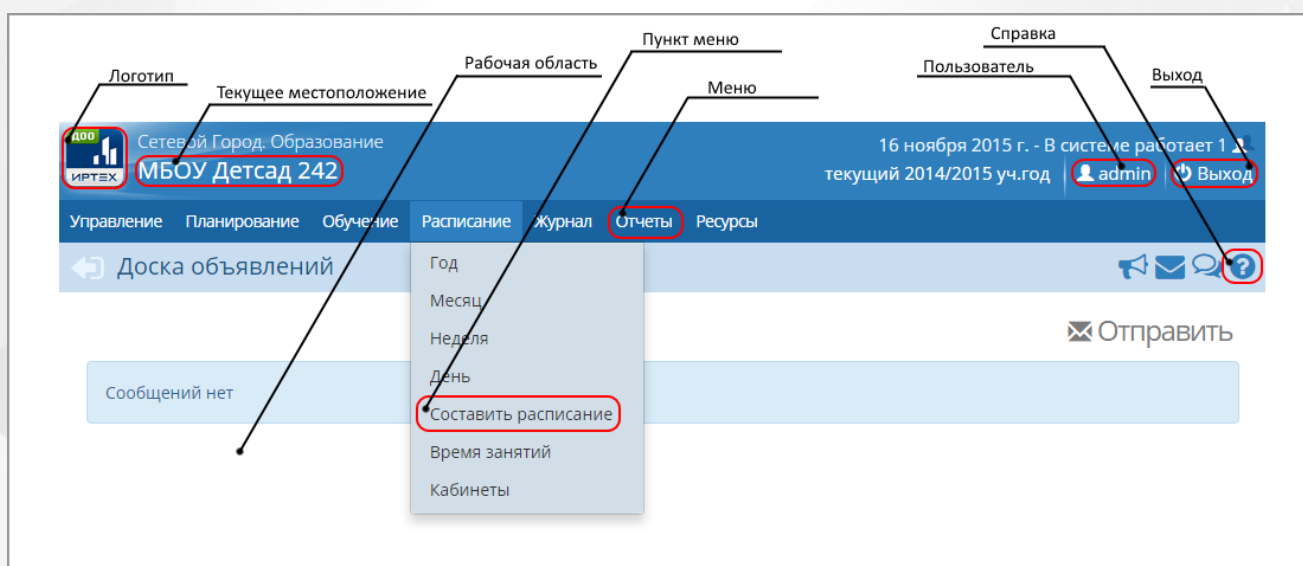 Пункт меню
Справка
Рабочая область
Пользователь
Логотип
Выход
Текущее местоположение
Меню
ДОО
ИРТЕХ
Сетевой Город. Образование
16 ноября 2015 г. - В системе работает 1
МБОУ Детсад 242
текущий 2014/2015 уч.год
admin
Выход
Управление Планирование Обучение Расписание Журнал Отчеты Ресурсы
Доска объявлений
Год
Месяц
Неделя
Отправить
День
Сообщений нет
Составить расписание
Время занятий
Кабинеты